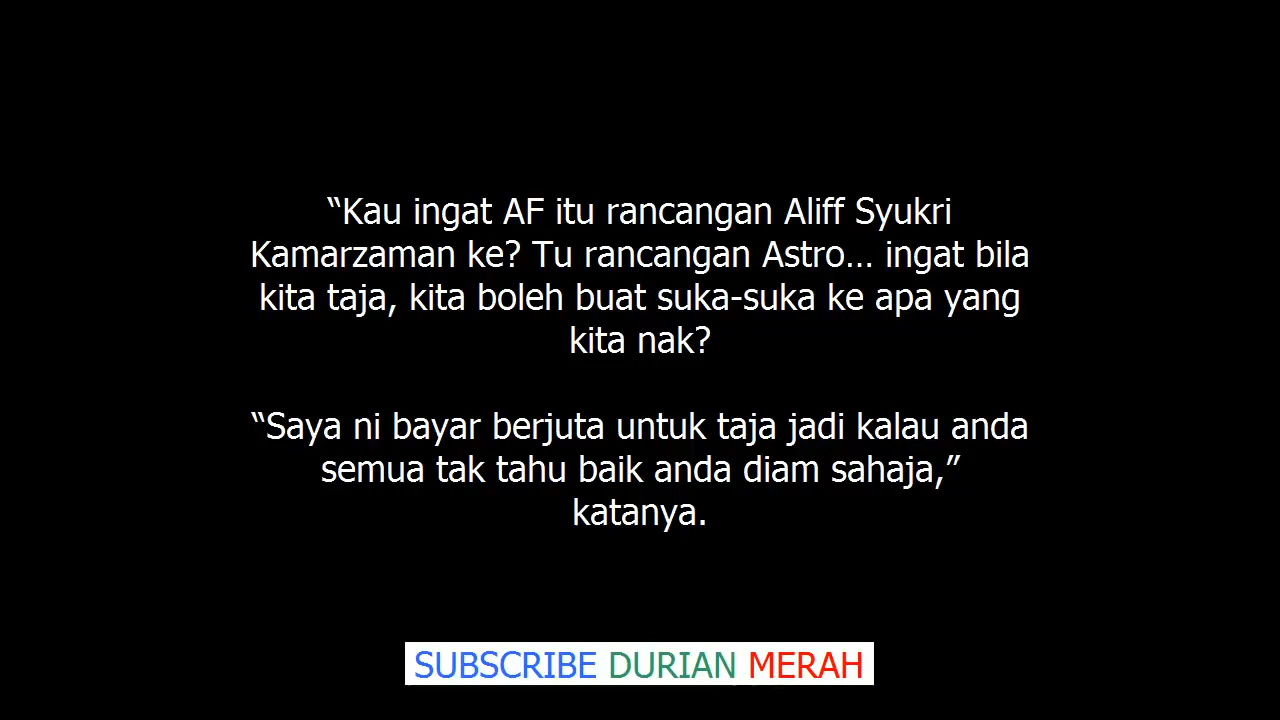 “Kau ingat AF itu rancangan Aliff Syukri
Kamarzaman ke? Tu rancangan Astro... ingat bila
kita taja, kita boleh buat suka-suka ke apa yang
kita nak?
“Saya ni bayar berjuta untuk taja jadi kalau anda
semua tak tahu baik anda diam sahaja,”
katanya.
SUBSCRIBE DURIAN MERAH